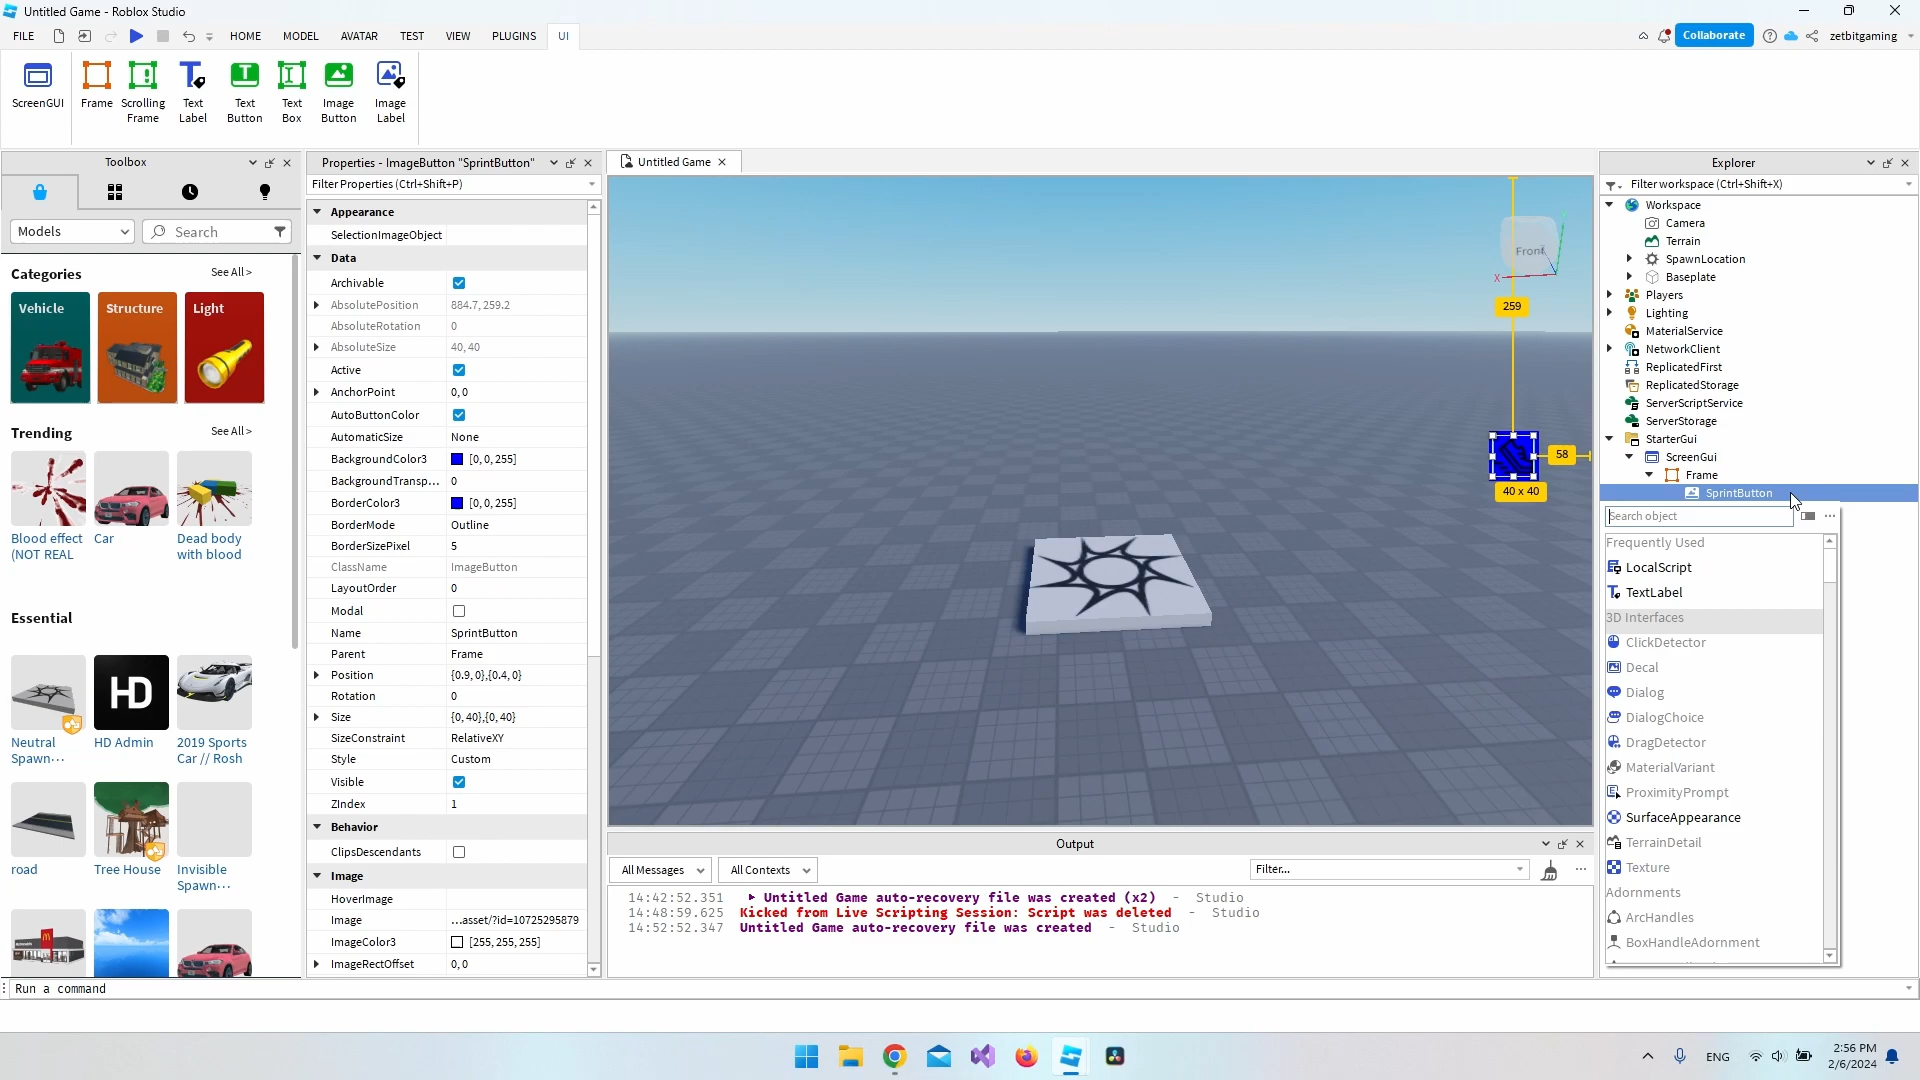 Untitled Game - Roblox Studio
FILE HOME MODEL AVATAR TEST VIEW PLUGINS UI Collaborate zetbitgaming
ScreenGUI
Frame
Scrolling Frame
Text Label
Text Button
Text Box
Image Button
Image Label
Toolbox
Models
Search
Categories See All >
Vehicle Structure Light
Trending See All >
Blood effect (NOT REAL
Car
Dead body with blood
Essential
Neutral Spawn···
HD
HD Admin
2019 Sports Car // Rosh
road
Tree House
Invisible Spawn···
Properties - ImageButton "SprintButton"
Filter Properties (Ctrl+Shift+P)
Appearance
SelectionImageObject
Data
Archivable
AbsolutePosition 884.7, 259.2
AbsoluteRotation 0
AbsoluteSize 40, 40
Active
AnchorPoint 0, 0
AutoButtonColor
AutomaticSize None
BackgroundColor3 [0, 0, 255]
BackgroundTransp... 0
BorderColor3 [0, 0, 255]
BorderMode Outline
BorderSizePixel 5
ClassName ImageButton
LayoutOrder 0
Modal
Name SprintButton
Parent Frame
Position {0.9, 0},{0.4, 0}
Rotation 0
Size {0, 40},{0, 40}
SizeConstraint RelativeXY
Style Custom
Visible
ZIndex 1
Behavior
ClipsDescendants
Image
HoverImage
Image ...asset/?id=10725295879
ImageColor3 [255, 255, 255]
ImageRectOffset 0, 0
Untitled Game
Front
X
259
58
40 x 40
Output
All Messages All Contexts Filter...
14:42:52.351 Untitled Game auto-recovery file was created (x2) - Studio
14:48:59.625 Kicked from Live Scripting Session: Script was deleted - Studio
14:52:52.347 Untitled Game auto-recovery file was created - Studio
Explorer
Filter workspace (Ctrl+Shift+X)
Workspace
Camera
Terrain
SpawnLocation
Baseplate
Players
Lighting
MaterialService
NetworkClient
ReplicatedFirst
ReplicatedStorage
ServerScriptService
ServerStorage
StarterGui
ScreenGui
Frame
SprintButton
Search object
Frequently Used
LocalScript
TextLabel
3D Interfaces
ClickDetector
Decal
Dialog
DialogChoice
DragDetector
MaterialVariant
ProximityPrompt
SurfaceAppearance
TerrainDetail
Texture
Adornments
ArcHandles
BoxHandleAdornment
Run a command
ENG
2:56 PM
2/6/2024